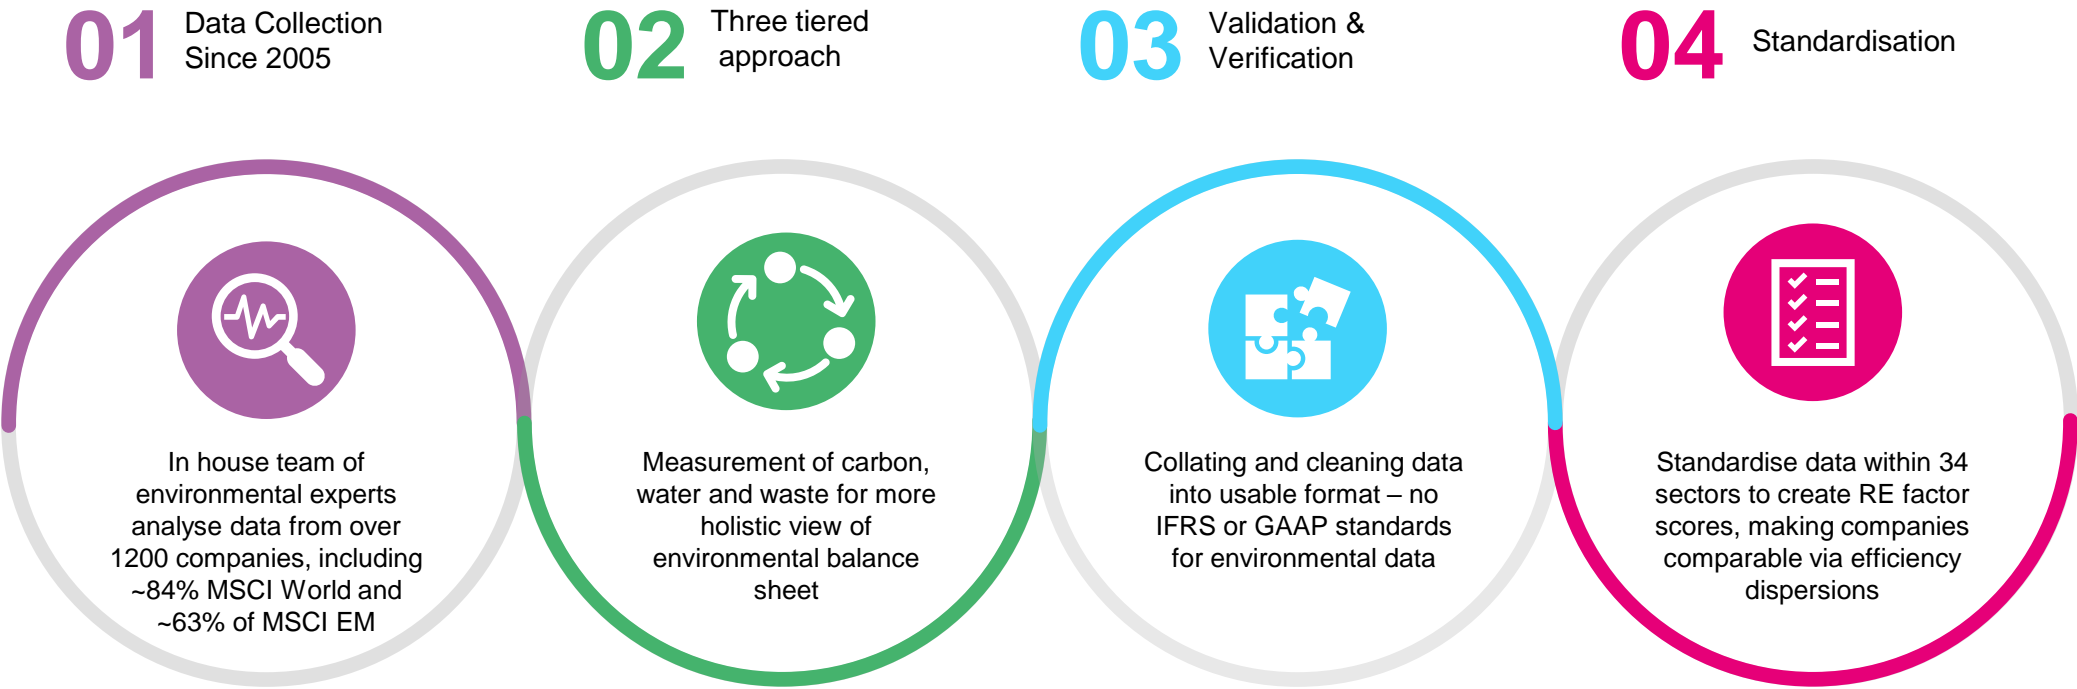 01
Data Collection
Since 2005
02
Three tiered
approach
03
Validation &
Verification
04
Standardisation
In house team of
environmental experts
analyse data from over
1200 companies, including
~84% MSCI World and
~63% of MSCI EM
Measurement of carbon,
water and waste for more
holistic view of
environmental balance
sheet
Collating and cleaning data
into usable format – no
IFRS or GAAP standards
for environmental data
Standardise data within 34
sectors to create RE factor
scores, making companies
comparable via efficiency
dispersions